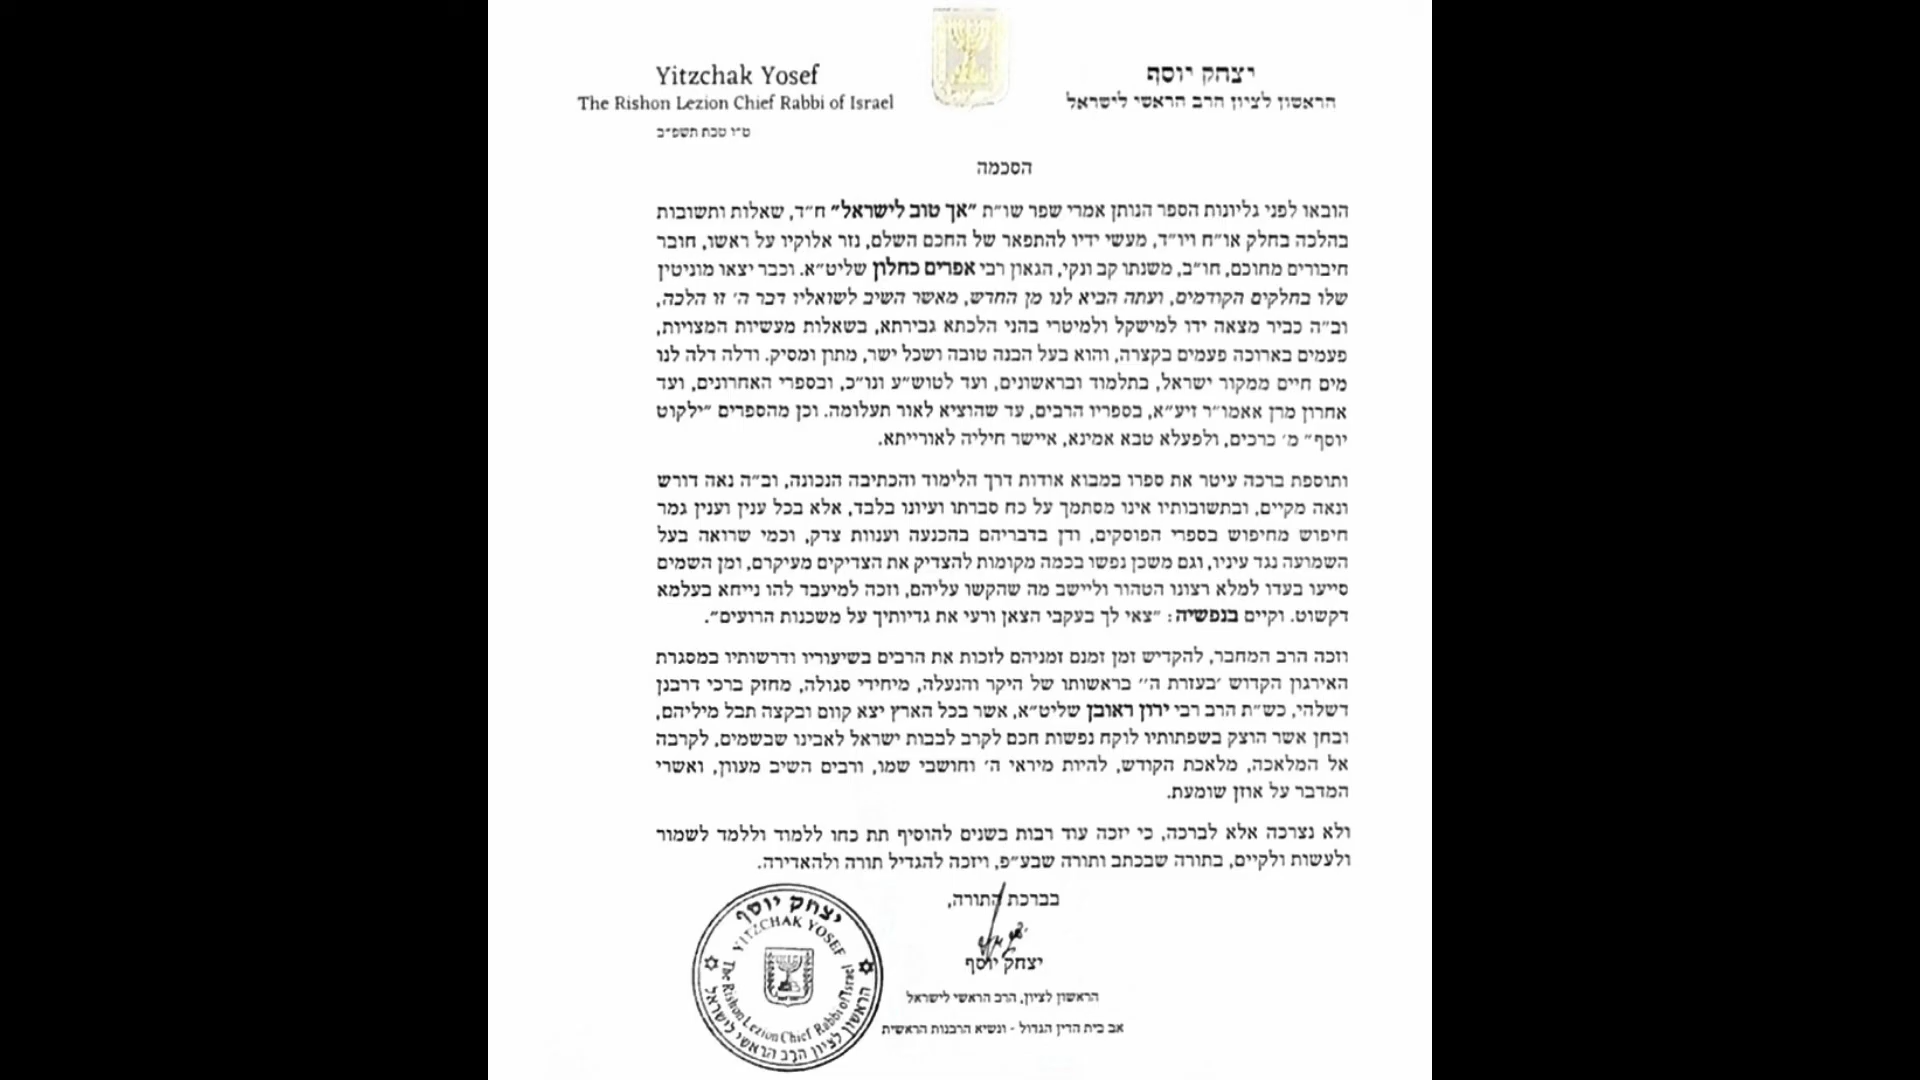 יצחק יוסף
הראשון לציון הרב הראשי לישראל
Yitzchak Yosef
The Rishon Lezion Chief Rabbi of Israel
ט״ו טבת תשפ״ב
הסכמה
הובאו לפני גליונות הספר הנותן אמרי שפר שו״ת ״אך טוב לישראל״ ח״ד, שאלות ותשובות
בהלכה בחלק או״ח ויו״ד, מעשי ידיו להתפאר של החכם השלם, נזר אלוקיו על ראשו, חובר
חיבורים מחוכם, חו״ב, משנתו קב ונקי, הגאון רבי אפרים כחלון שליט״א. וכבר יצאו מוניטין
שלו בחלקים הקודמים, ועתה הביא לנו מן החדש, מאשר השיב לשואליו דבר ה׳ זו הלכה,
וב״ה כביר מצאה ידו למישקל ולמיטרי בהני הלכתא גבירתא, בשאלות מעשיות המצויות,
פעמים בארוכה פעמים בקצרה, והוא בעל הבנה טובה ושכל ישר, מתון ומסיק. ודלה דלה לנו
מים חיים ממקור ישראל, בתלמוד ובראשונים, ועד לטוש״ע ונו״כ, ובספרי האחרונים, ועד
אחרון מרן אאמו״ר זיע״א, בספריו הרבים, עד שהוציא לאור תעלומה. וכן מהספרים ״ילקוט
יוסף״ מ׳ כרכים, ולפעלא טבא אמינא, איישר חיליה לאורייתא.
ותוספת ברכה עיטר את ספרו במבוא אודות דרך הלימוד והכתיבה הנכונה, וב״ה נאה דורש
ונאה מקיים, ובתשובותיו אינו מסתמך על כח סברתו ועיונו בלבד, אלא בכל ענין וענין גמר
חיפוש מחיפוש בספרי הפוסקים, ודן בדבריהם בהכנעה וענוות צדק, וכמי שרואה בעל
השמועה נגד עיניו, וגם משכן נפשו בכמה מקומות להצדיק את הצדיקים מעיקרם, ומן השמים
סייעו בעדו למלא רצונו הטהור וליישב מה שהקשו עליהם, וזכה למיעבד להו נייחא בעלמא
דקשוט. וקיים בנפשיה: ״צאי לך בעקבי הצאן ורעי את גדיותיך על משכנות הרועים״.
וזכה הרב המחבר, להקדיש זמן זמנם זמניהם לזכות את הרבים בשיעוריו ודרשותיו במסגרת
האירגון הקדוש ׳בעזרת ה׳׳ בראשותו של היקר והנעלה, מיחידי סגולה, מחזק ברכי דרבנן
דשלהי, כש״ת הרב רבי ירון ראובן שליט״א, אשר בכל הארץ יצא קוום ובקצה תבל מיליהם,
ובחן אשר הוצק בשפתותיו לוקח נפשות חכם לקרב לבבות ישראל לאבינו שבשמים, לקרבה
אל המלאכה, מלאכת הקודש, להיות מיראי ה׳ וחושבי שמו, ורבים השיב מעוון, ואשרי
המדבר על אוזן שומעת.
ולא נצרכה אלא לברכה, כי יזכה עוד רבות בשנים להוסיף תת כחו ללמוד וללמד לשמור
ולעשות ולקיים, בתורה שבכתב ותורה שבע״פ, ויזכה להגדיל תורה ולהאדירה.
בברכת התורה,
יצחק יוסף
הראשון לציון, הרב הראשי לישראל
אב בית הדין הגדול - ונשיא הרבנות הראשית
יצחק יוסף
YITZCHAK YOSEF
The Rishon Lezion Chief Rabbi of Israel
הראשון לציון הרב הראשי לישראל